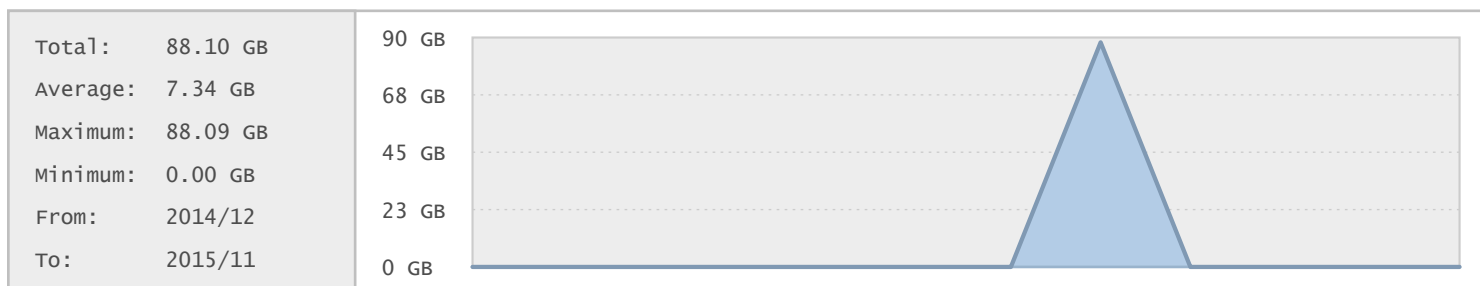 Total: 88.10 GB
Average: 7.34 GB
Maximum: 88.09 GB
Minimum: 0.00 GB
From: 2014/12
To: 2015/11
90 GB
68 GB
45 GB
23 GB
0 GB